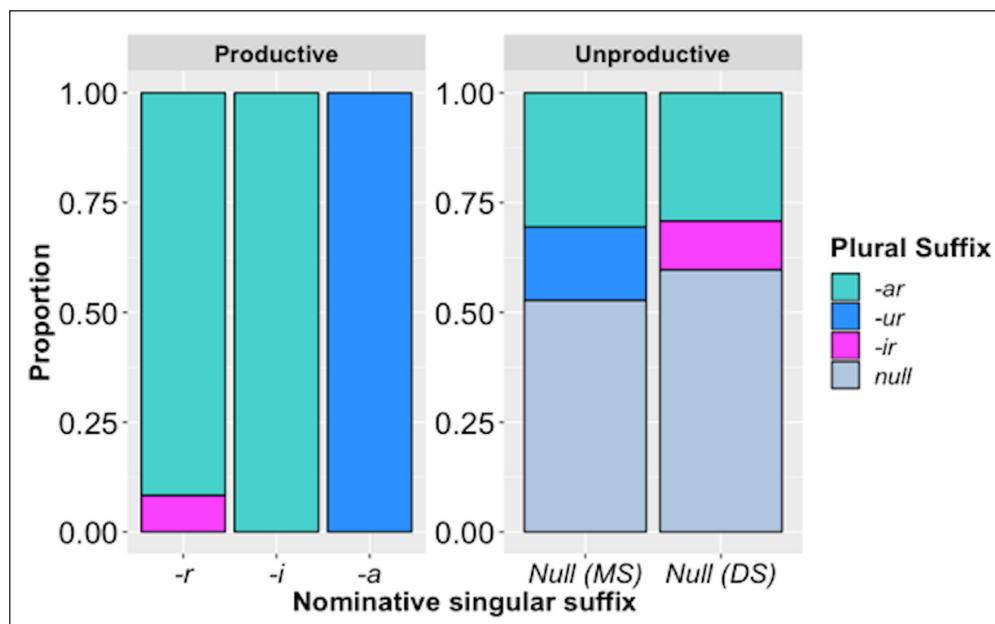 Productive
Unproductive
1.00
0.75
0.50
0.25
0.00
1.00
0.75
0.50
0.25
0.00
Proportion
-r
-i
-a
Null (MS)
Null (DS)
Nominative singular suffix
Plural Suffix
-ar
-ur
-ir
null